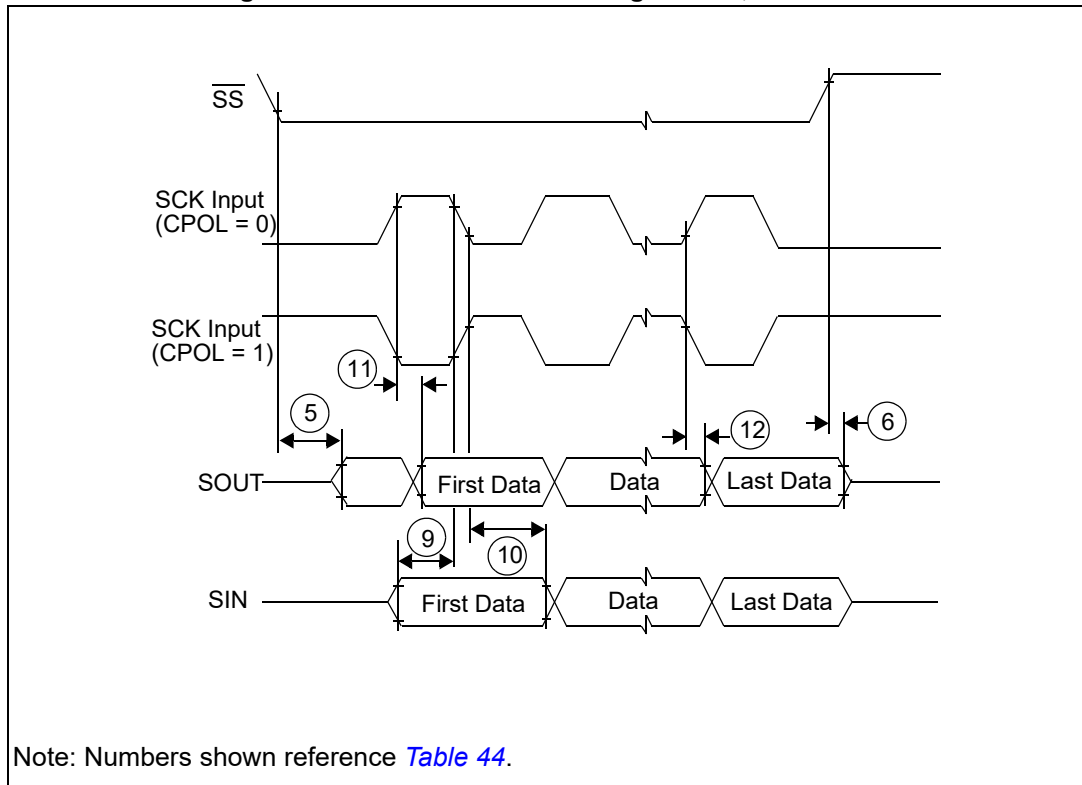 SS
SCK Input
(CPOL = 0)
SCK Input
(CPOL = 1)
11
5
12
6
SOUT
First Data
Data
Last Data
9
10
SIN
First Data
Data
Last Data
Note: Numbers shown reference Table 44.